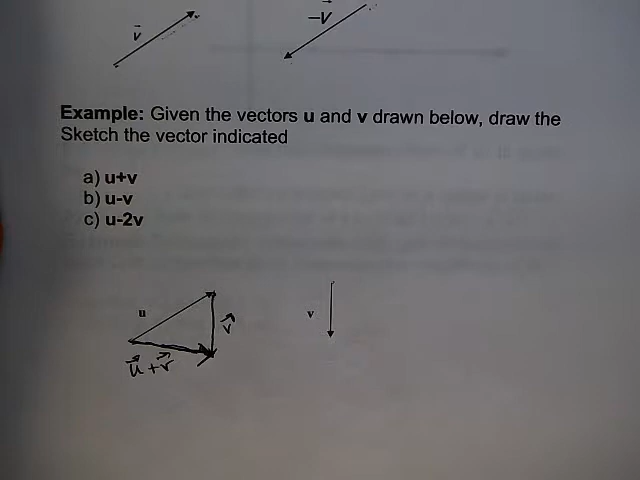 v⃗
-v⃗
Example: Given the vectors u and v drawn below, draw the
Sketch the vector indicated
a) u+v
b) u-v
c) u-2v
u
v⃗
v
u⃗+v⃗